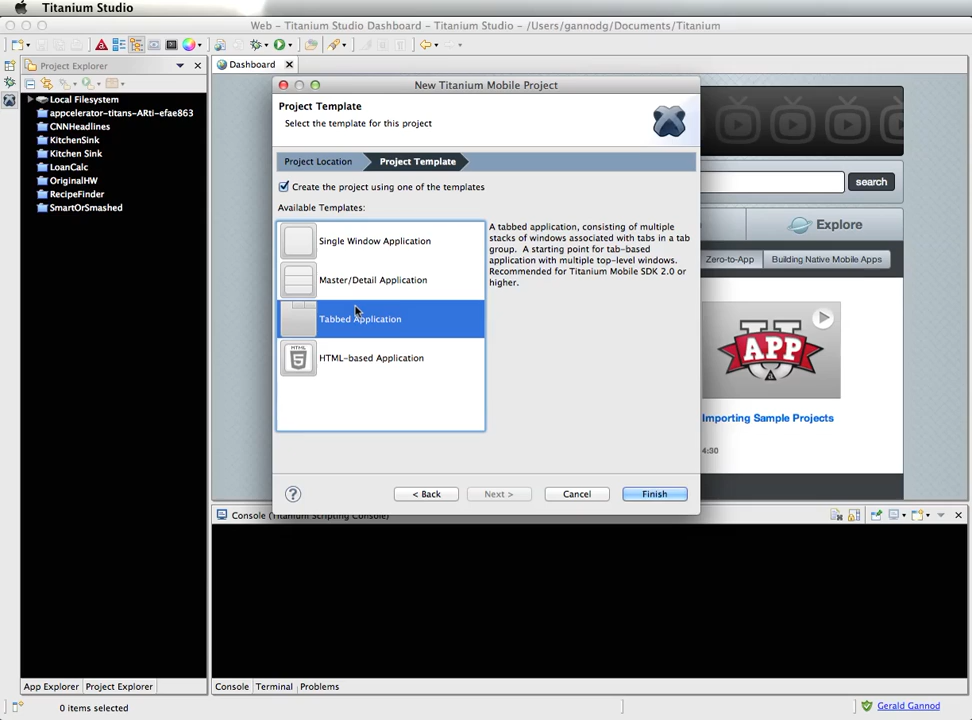 Titanium Studio
Web - Titanium Studio Dashboard - Titanium Studio - /Users/gannodg/Documents/Titanium
Project Explorer
Dashboard
Local Filesystem
appcelerator-titans-ARti-efae863
CNNHeadlines
KitchenSink
Kitchen Sink
LoanCalc
OriginalHW
RecipeFinder
SmartOrSmashed
New Titanium Mobile Project
Project Template
Select the template for this project
Project Location
Project Template
Create the project using one of the templates
Available Templates:
Single Window Application
Master/Detail Application
Tabbed Application
HTML
5
HTML-based Application
A tabbed application, consisting of multiple
stacks of windows associated with tabs in a tab
group. A starting point for tab-based
application with multiple top-level windows.
Recommended for Titanium Mobile SDK 2.0 or
higher.
?
< Back
Next >
Cancel
Finish
search
Explore
Zero-to-App
Building Native Mobile Apps
APP
Importing Sample Projects
4:30
Console (Titanium Scripting Console)
App Explorer
Project Explorer
Console
Terminal
Problems
0 items selected
Gerald Gannod